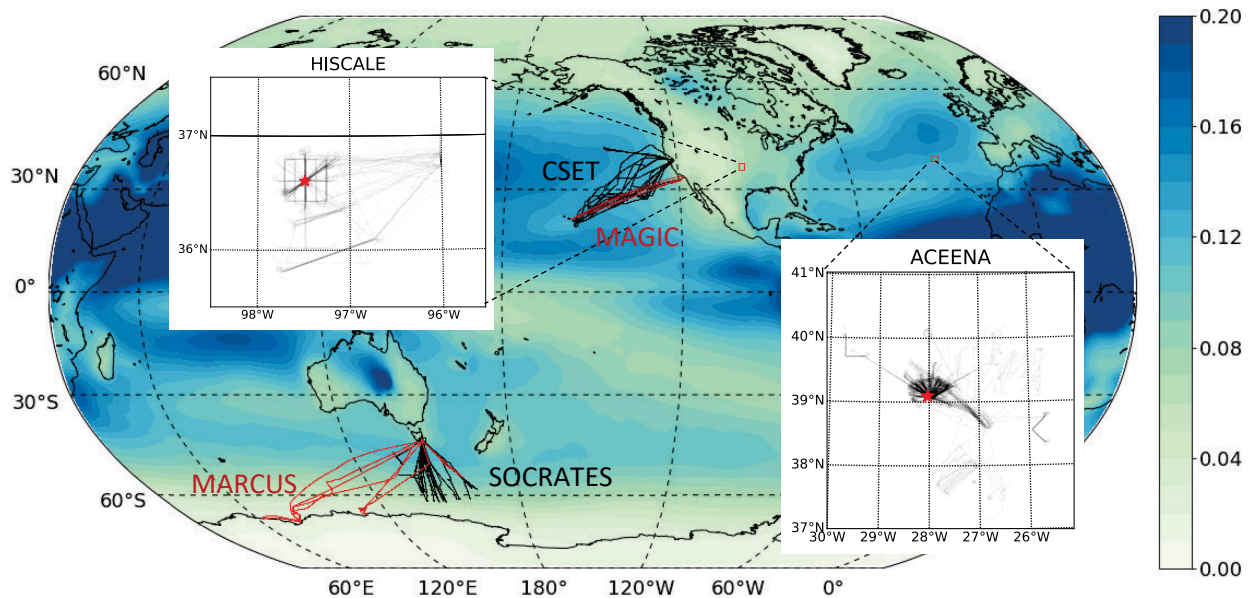 60°N
30°N
0°
30°S
60°S
HISCALE
37°N
36°N
98°W
97°W
96°W
CSET
MAGIC
MARCUS
SOCRATES
ACEENA
41°N
40°N
39°N
38°N
37°N
30°W
29°W
28°W
27°W
26°W
60°E
120°E
180°
120°W
60°W
0°
0.20
0.16
0.12
0.08
0.04
0.00